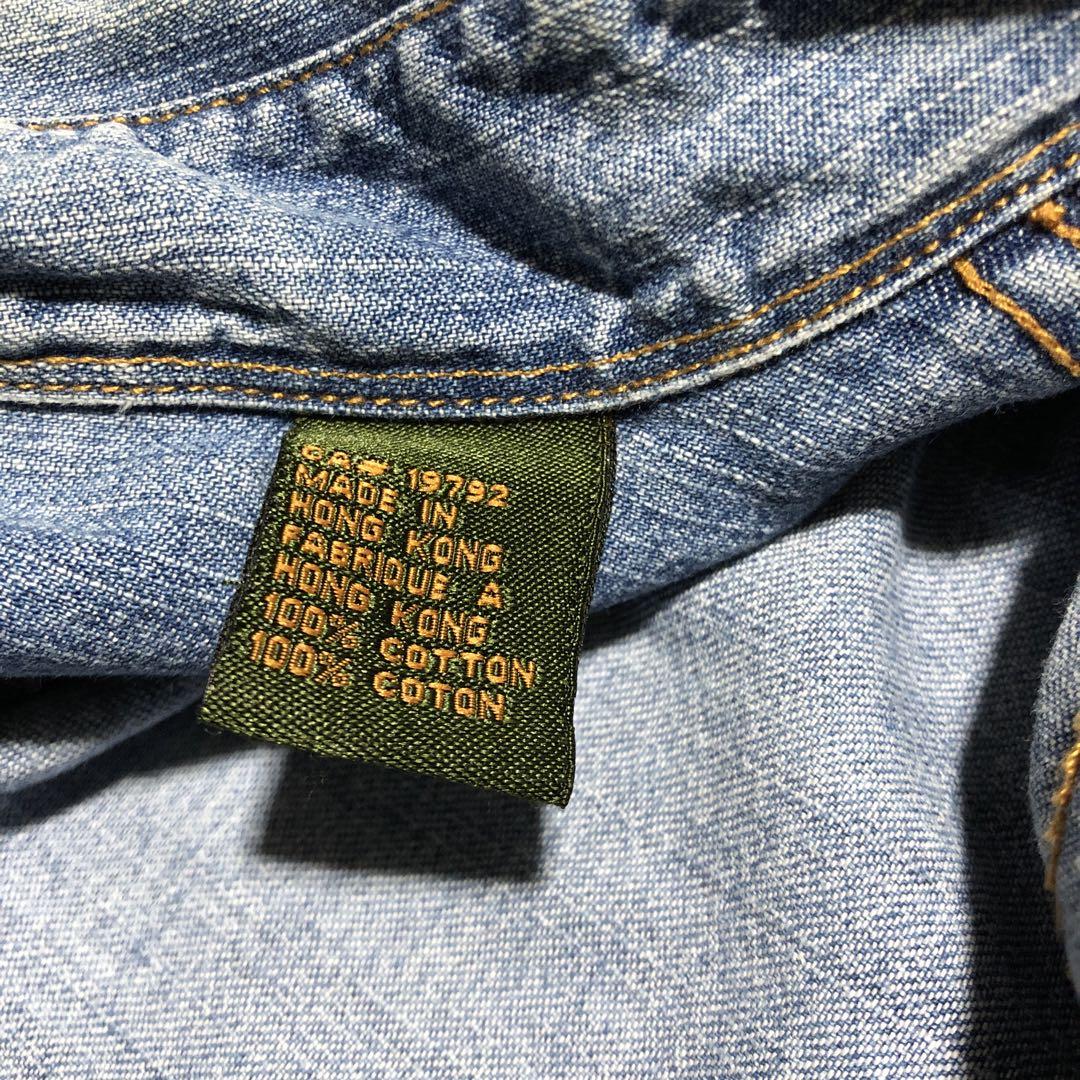 CA# 19792
MADE IN
HONG KONG
FABRIQUE A
HONG KONG
100% COTTON
100% COTON